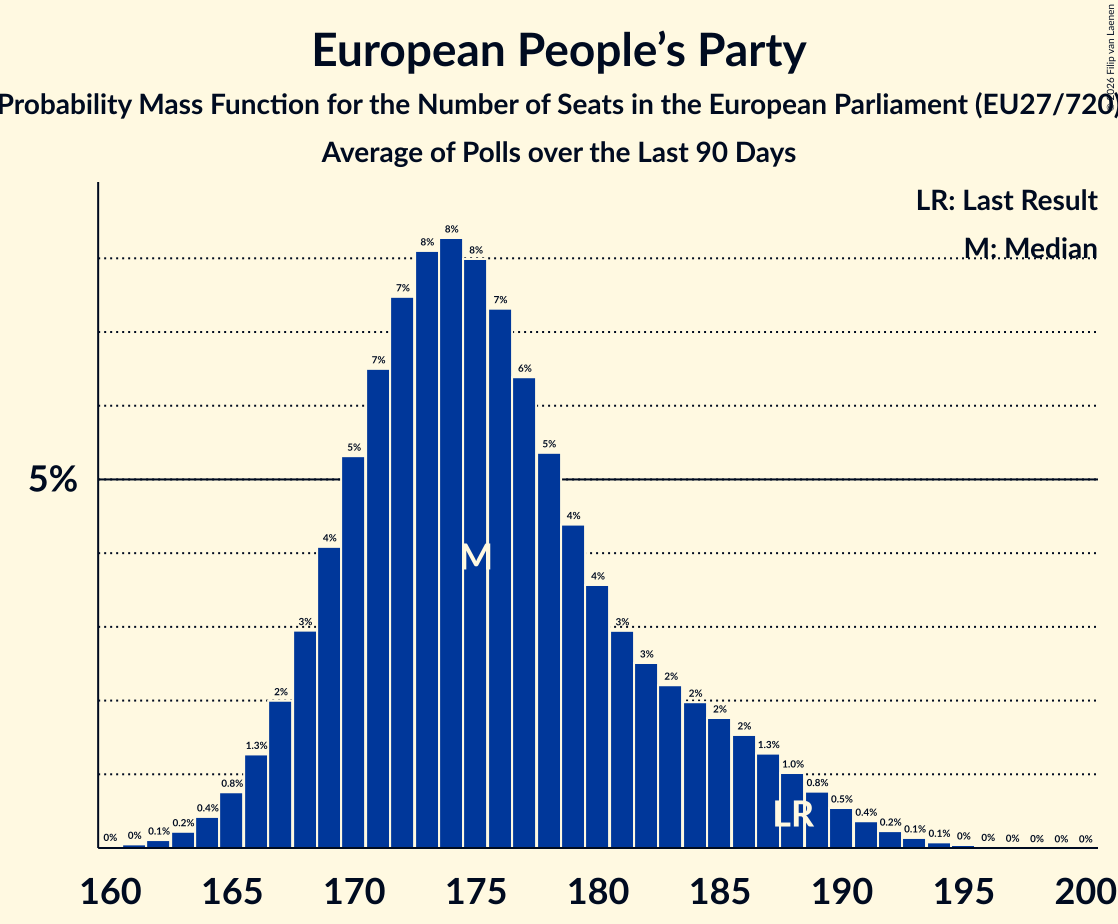 European People’s Party
Probability Mass Function for the Number of Seats in the European Parliament (EU27/720)
Average of Polls over the Last 90 Days
© 2026 Filip van Laenen
LR: Last Result
M: Median
5%
0% 0% 0.1% 0.2% 0.4% 0.8% 1.3% 2% 3% 4% 5% 7% 7% 8% 8% 8% 7% 6% 5% 4% 4% 3% 3% 2% 2% 2% 2% 1.3% 1.0% 0.8% 0.5% 0.4% 0.2% 0.1% 0.1% 0% 0% 0% 0% 0% 0%
M
LR
160 165 170 175 180 185 190 195 200